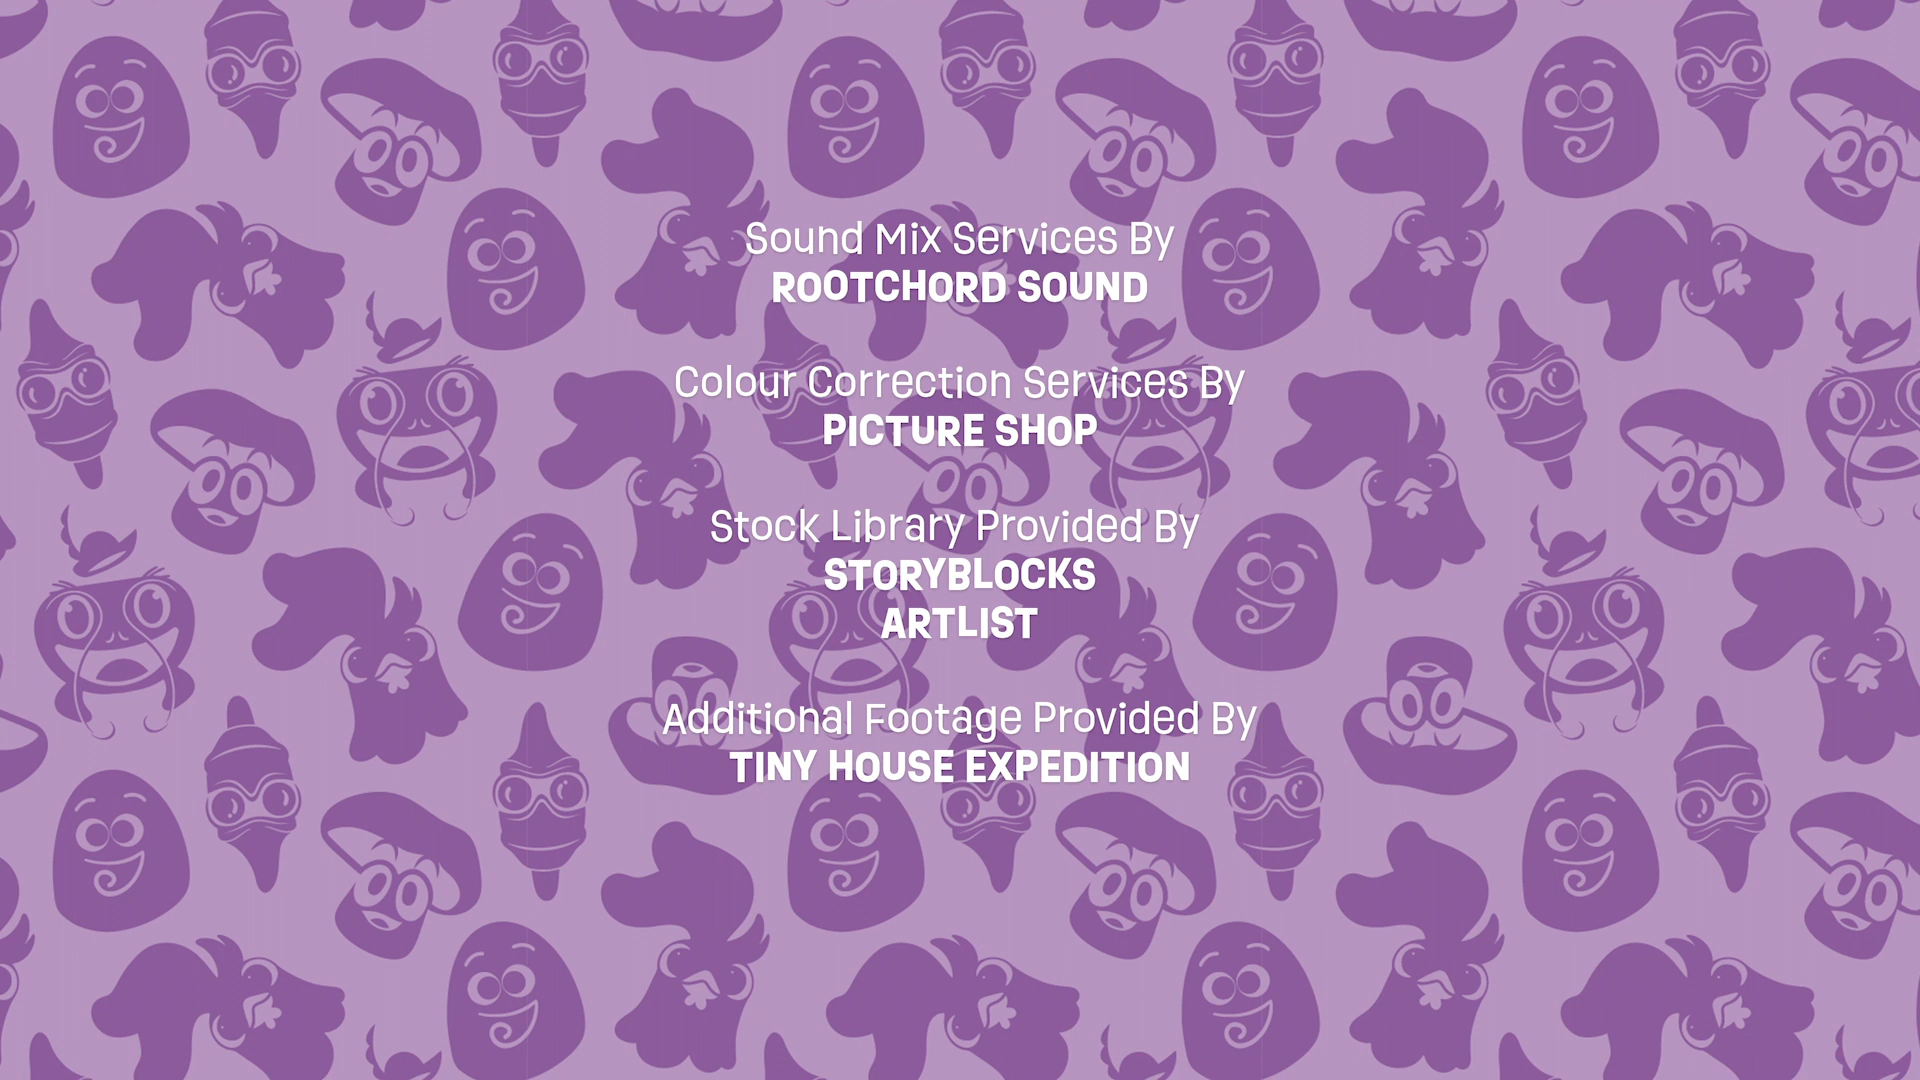 Sound Mix Services By
ROOTCHORD SOUND
Colour Correction Services By
PICTURE SHOP
Stock Library Provided By
STORYBLOCKS
ARTLIST
Additional Footage Provided By
TINY HOUSE EXPEDITION